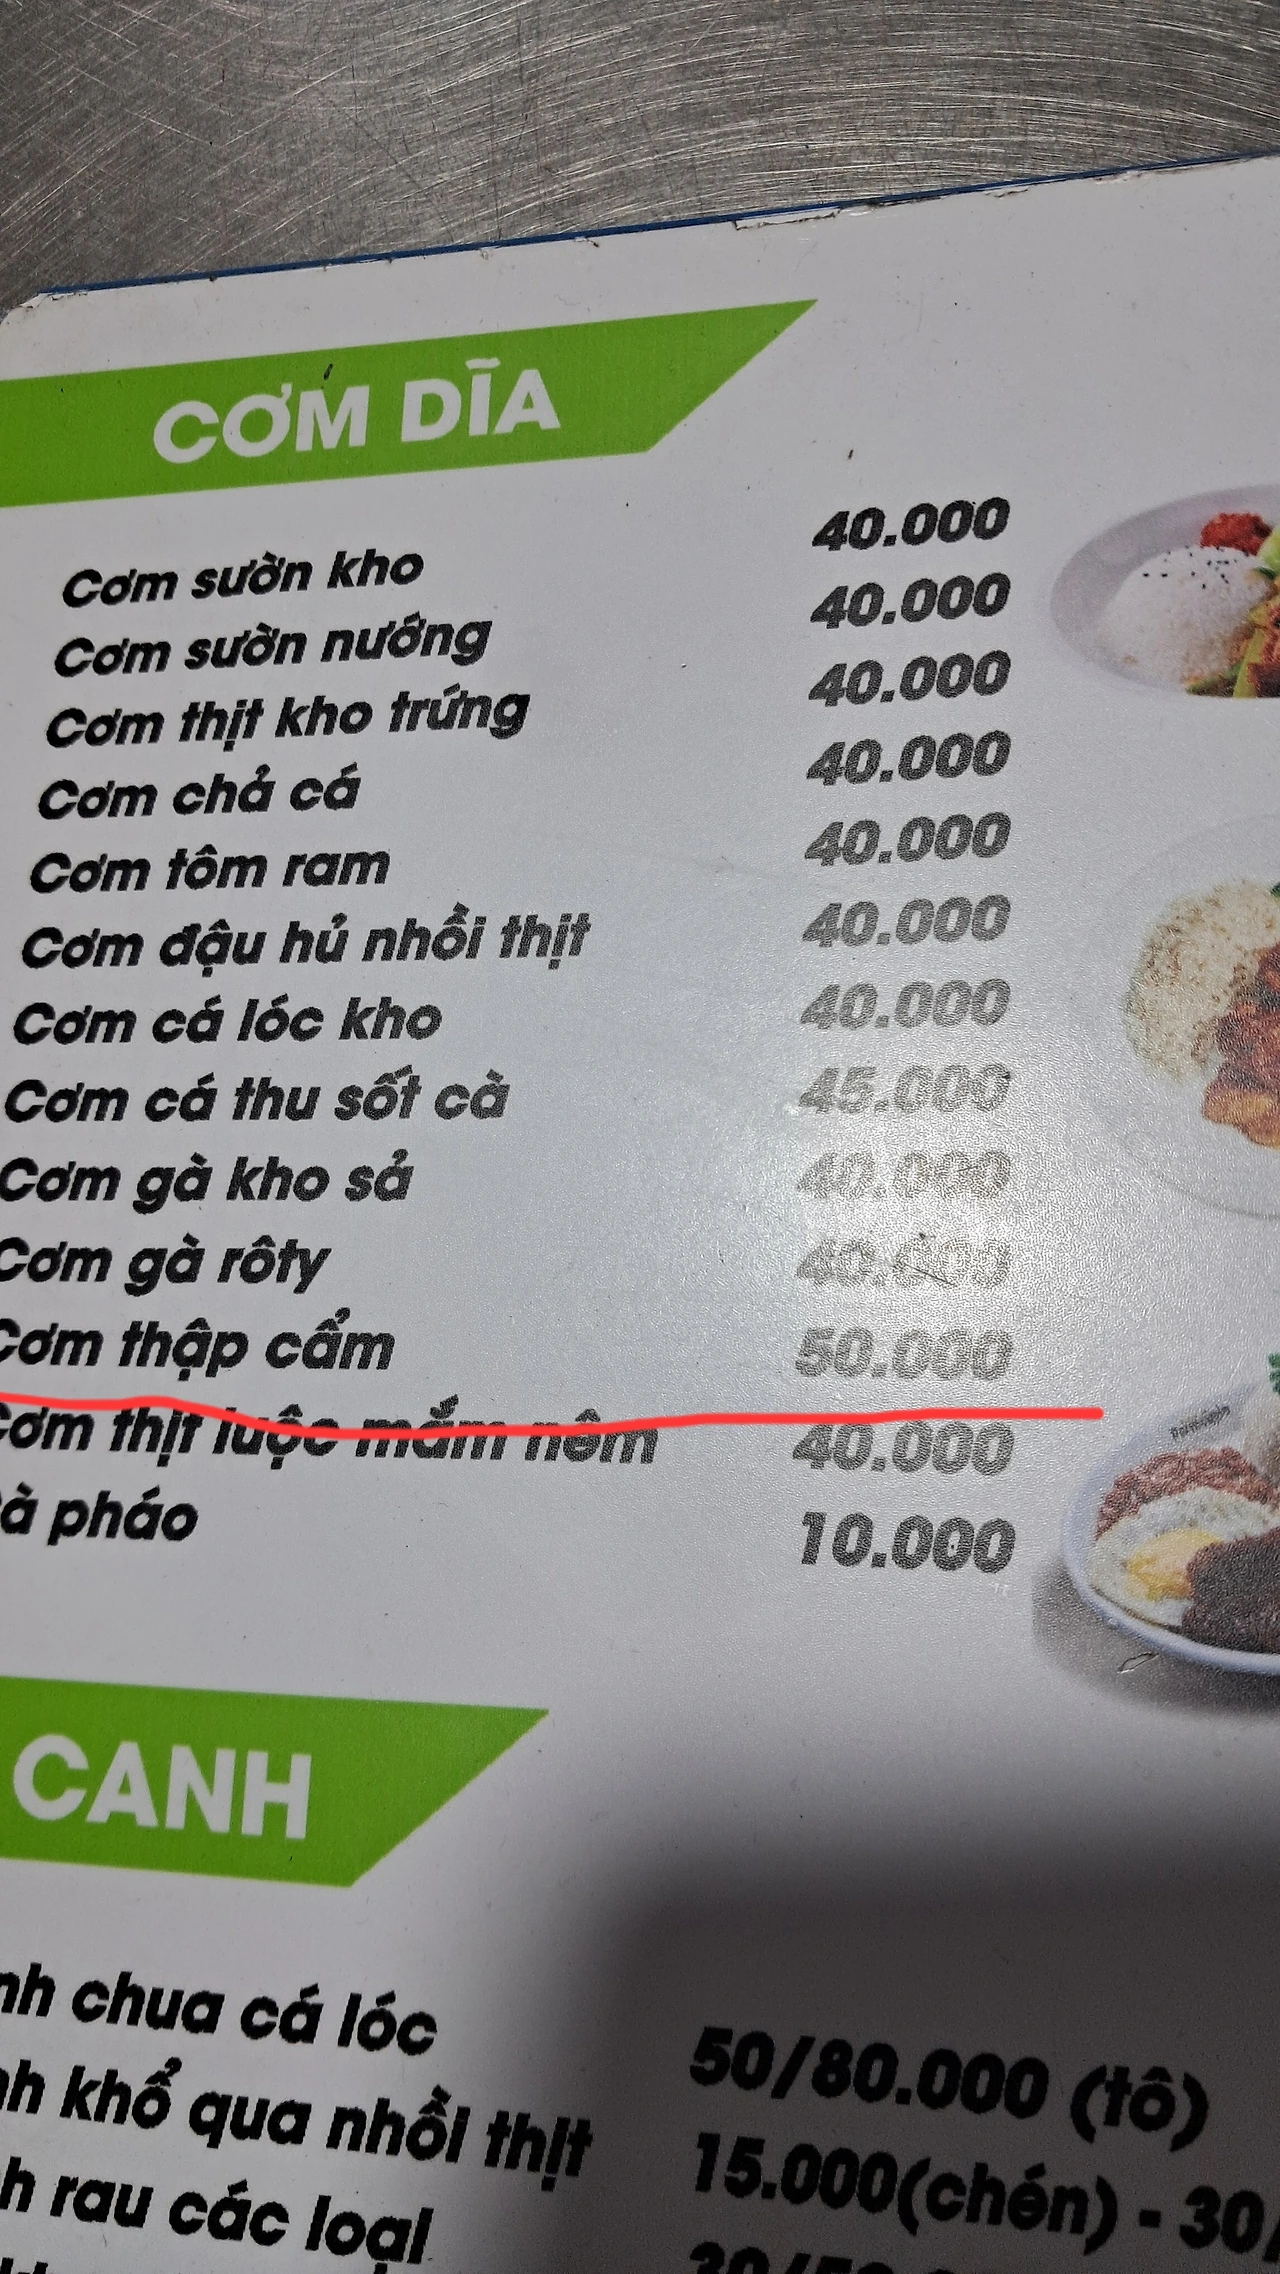 CƠM DĨA
Cơm sườn kho 40.000
Cơm sườn nướng 40.000
Cơm thịt kho trứng 40.000
Cơm chả cá 40.000
Cơm tôm ram 40.000
Cơm đậu hủ nhồi thịt 40.000
Cơm cá lóc kho 40.000
Cơm cá thu sốt cà 45.000
Cơm gà kho sả 40.000
Cơm gà rôty 40.000
Cơm thập cẩm 50.000
Cơm thịt luộc mắm nêm 40.000
à pháo 10.000
CANH
nh chua cá lóc 50/80.000 (tô)
nh khổ qua nhồi thịt 15.000(chén) - 30/
h rau các loại